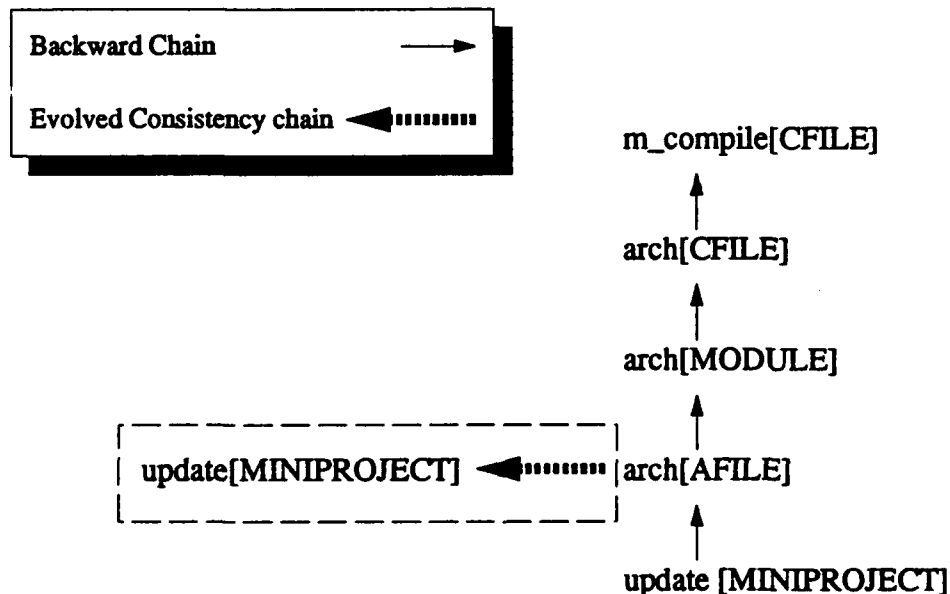 Backward Chain
Evolved Consistency chain
m_compile[CFILE]
arch[CFILE]
arch[MODULE]
update[MINIPROJECT]
arch[AFILE]
update [MINIPROJECT]